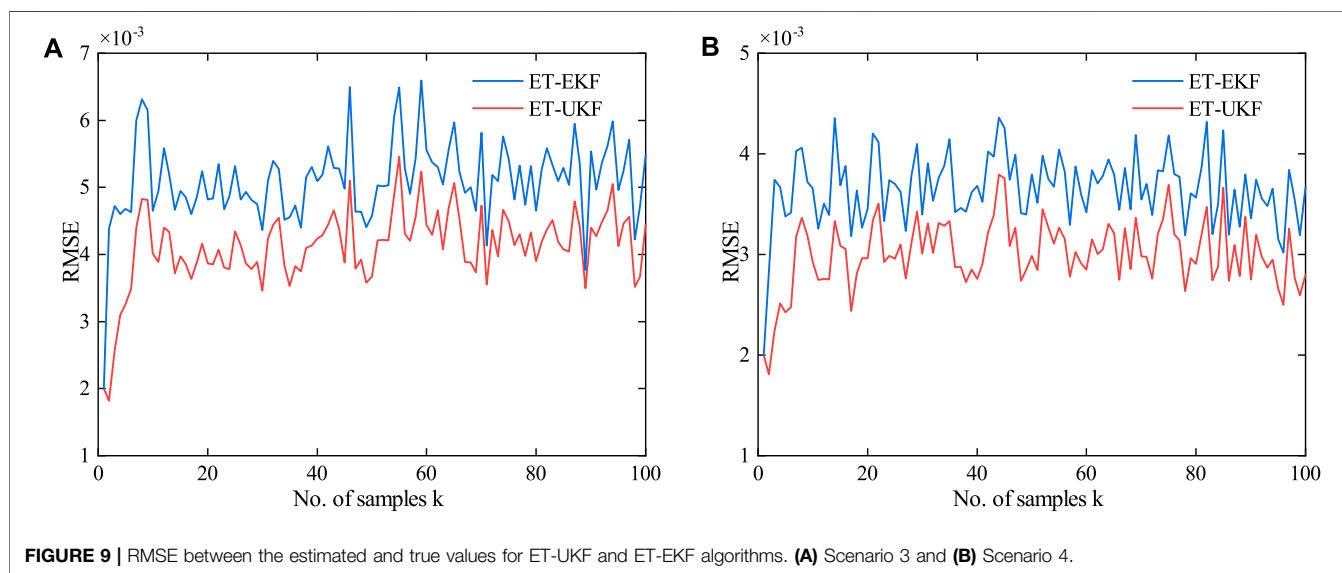 A
×10⁻³
7
6
5
4
3
2
1
RMSE
ET-EKF
ET-UKF
0 20 40 60 80 100
No. of samples k
B
×10⁻³
5
4
3
2
1
RMSE
ET-EKF
ET-UKF
0 20 40 60 80 100
No. of samples k
FIGURE 9 | RMSE between the estimated and true values for ET-UKF and ET-EKF algorithms. (A) Scenario 3 and (B) Scenario 4.